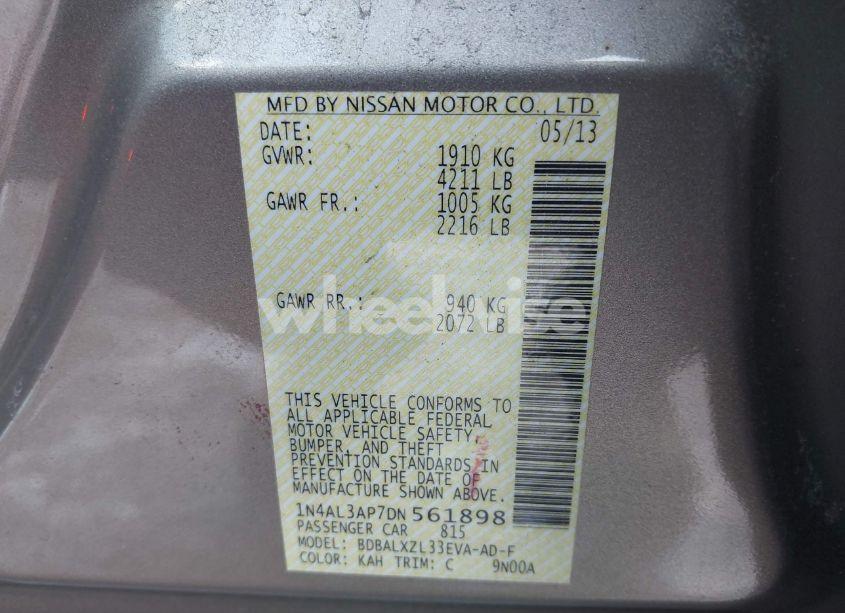 MFD BY NISSAN MOTOR CO., LTD.
DATE: 05/13
GVWR: 1910 KG
4211 LB
GAWR FR.: 1005 KG
2216 LB
GAWR RR.: 940 KG
2072 LB
wheelwise
THIS VEHICLE CONFORMS TO
ALL APPLICABLE FEDERAL
MOTOR VEHICLE SAFETY,
BUMPER, AND THEFT
PREVENTION STANDARDS IN
EFFECT ON THE DATE OF
MANUFACTURE SHOWN ABOVE.
1N4AL3AP7DN561898
PASSENGER CAR 815
MODEL: BDBALXZL33EVA-AD-F
COLOR: KAH TRIM: C 9N00A